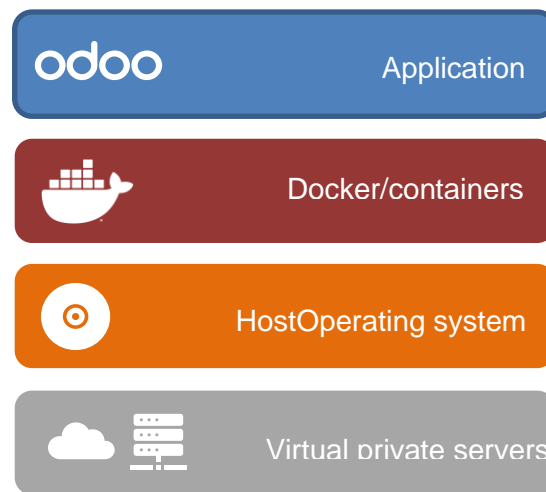 odoo Application
Docker/containers
HostOperating system
Virtual private servers